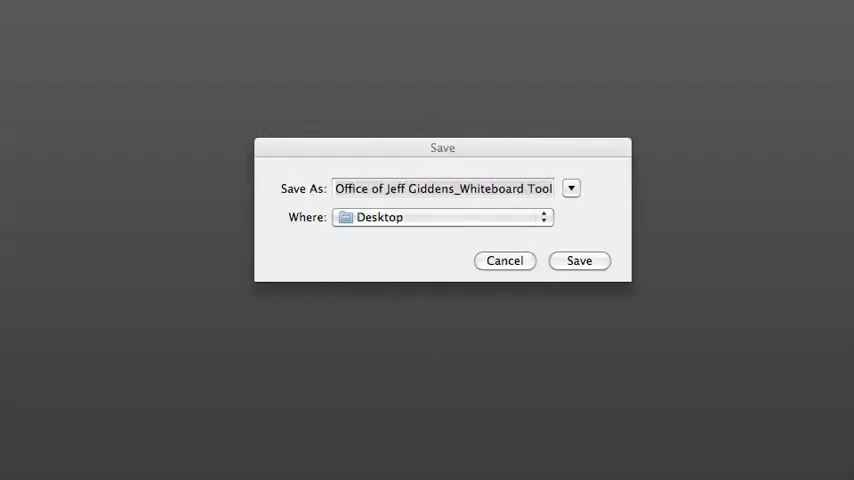 Save
Save As: Office of Jeff Giddens_Whiteboard Tool
Where: Desktop
Cancel Save